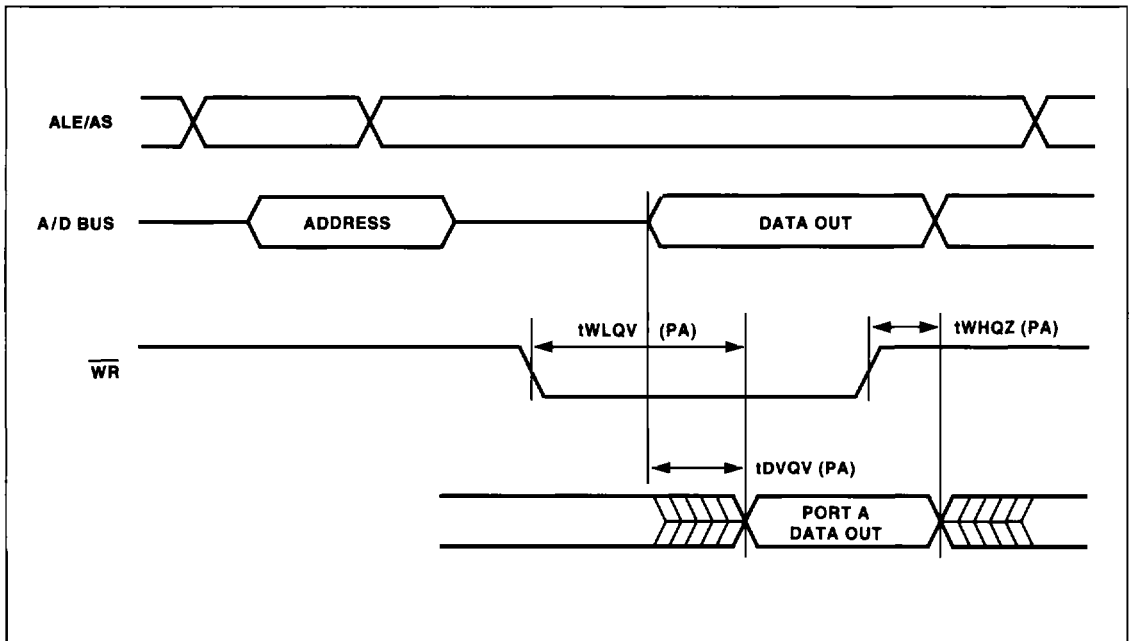 ALE/AS
A/D BUS
ADDRESS
DATA OUT
tWLQV (PA)
tWHQZ (PA)
WR
tDVQV (PA)
PORT A
DATA OUT